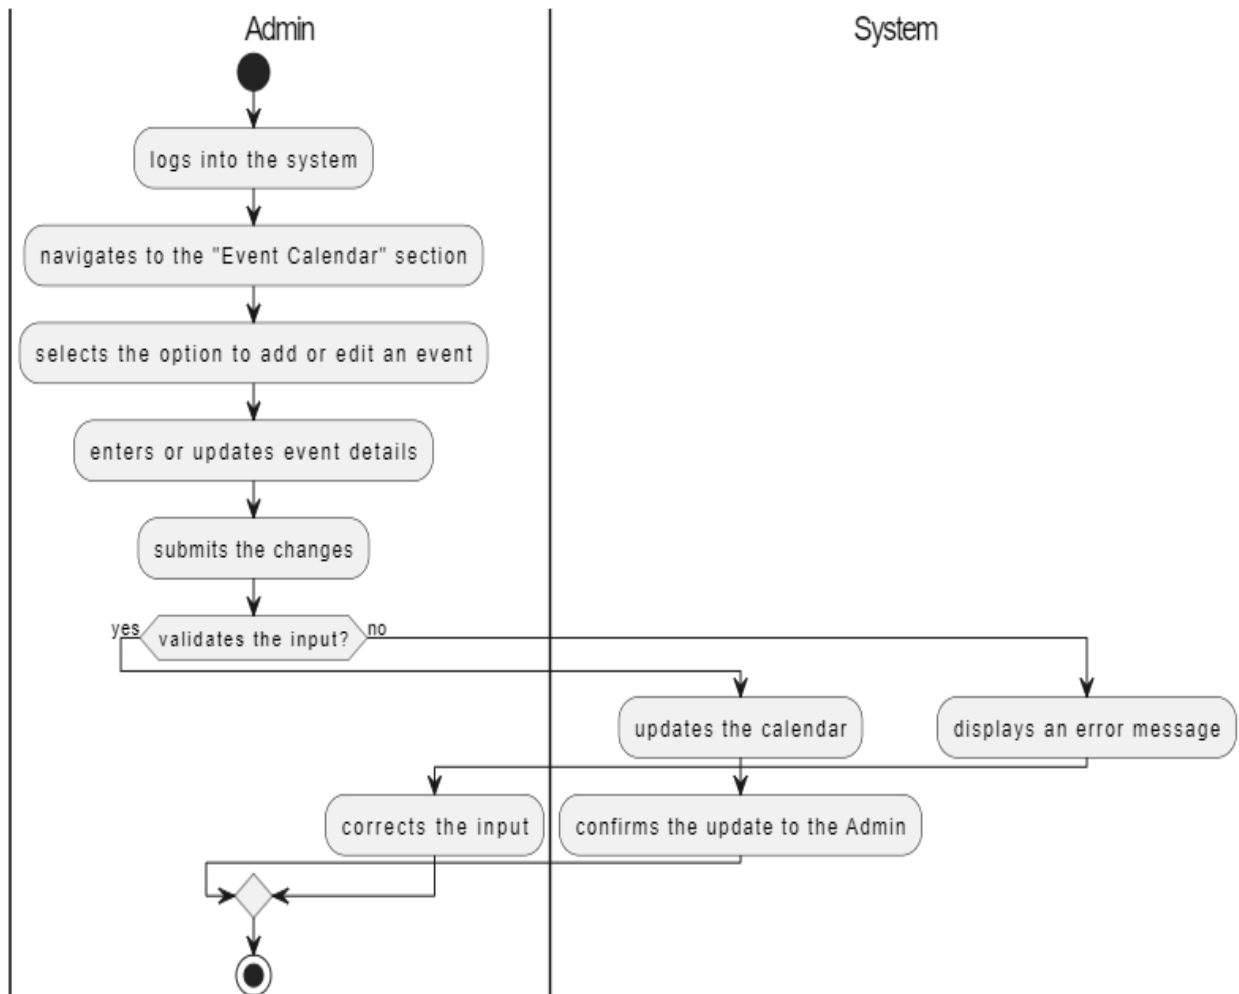 Admin
System
logs into the system
navigates to the "Event Calendar" section
selects the option to add or edit an event
enters or updates event details
submits the changes
yes
validates the input?
no
updates the calendar
displays an error message
corrects the input
confirms the update to the Admin